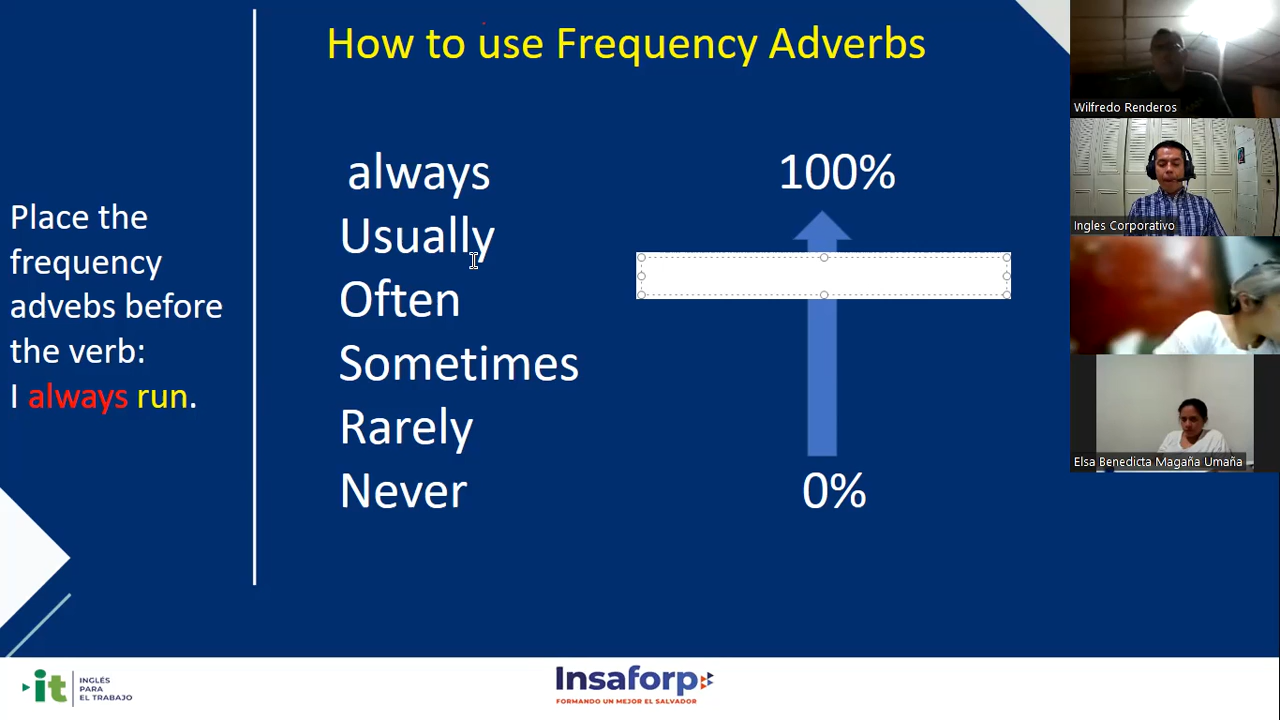 How to use Frequency Adverbs
Place the
frequency
advebs before
the verb:
I always run.
always 100%
Usually
Often
Sometimes
Rarely
Never 0%
Wilfredo Renderos
Ingles Corporativo
Elsa Benedicta Magaña Umaña
it INGLÉS
PARA
EL TRABAJO
Insaforp
FORMANDO UN MEJOR EL SALVADOR